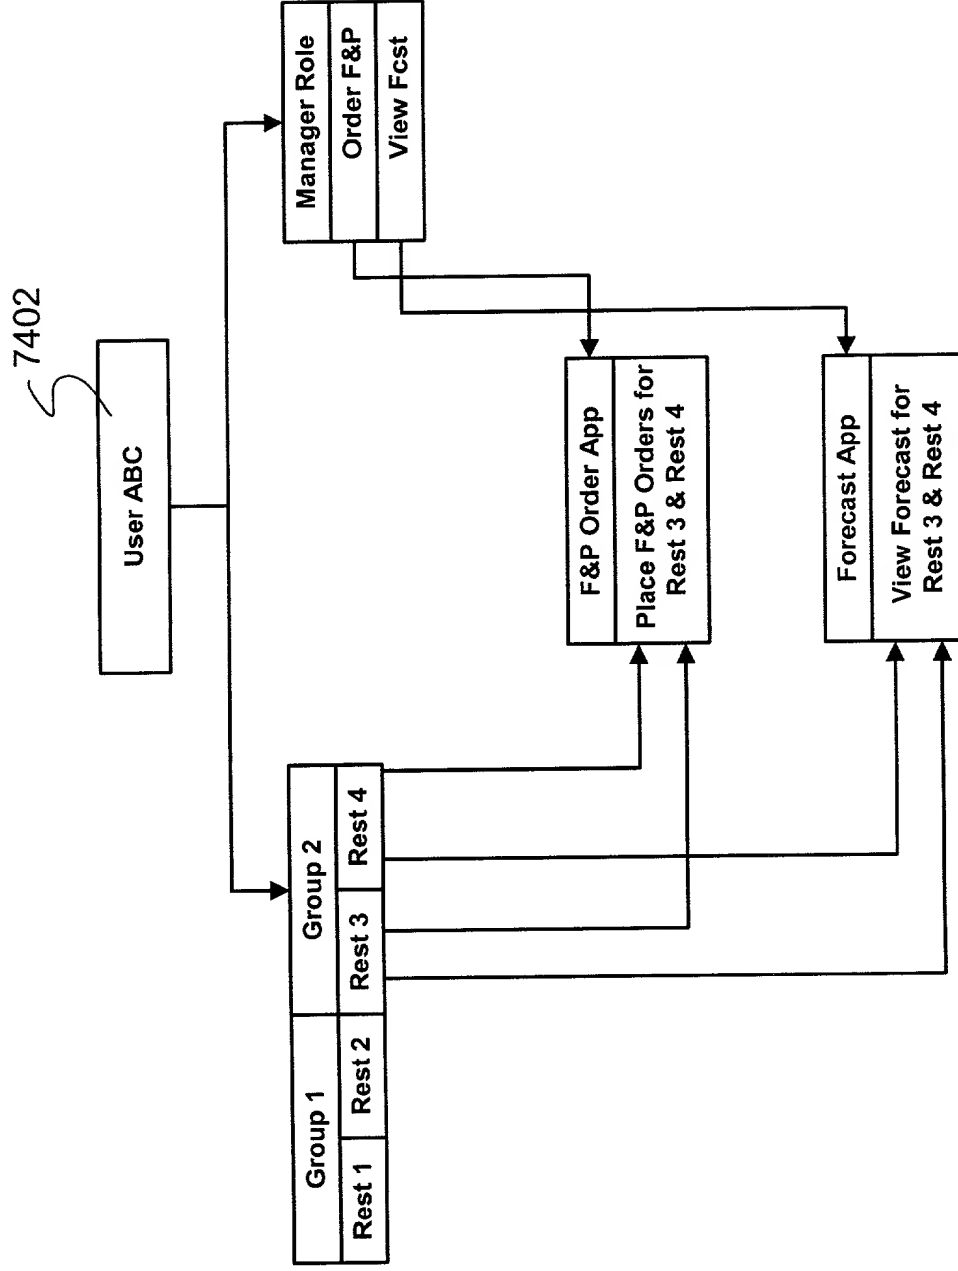 7402
User ABC
Group 1
Group 2
Rest 1
Rest 2
Rest 3
Rest 4
Manager Role
Order F&P
View Fcst
F&P Order App
Place F&P Orders for
Rest 3 & Rest 4
Forecast App
View Forecast for
Rest 3 & Rest 4